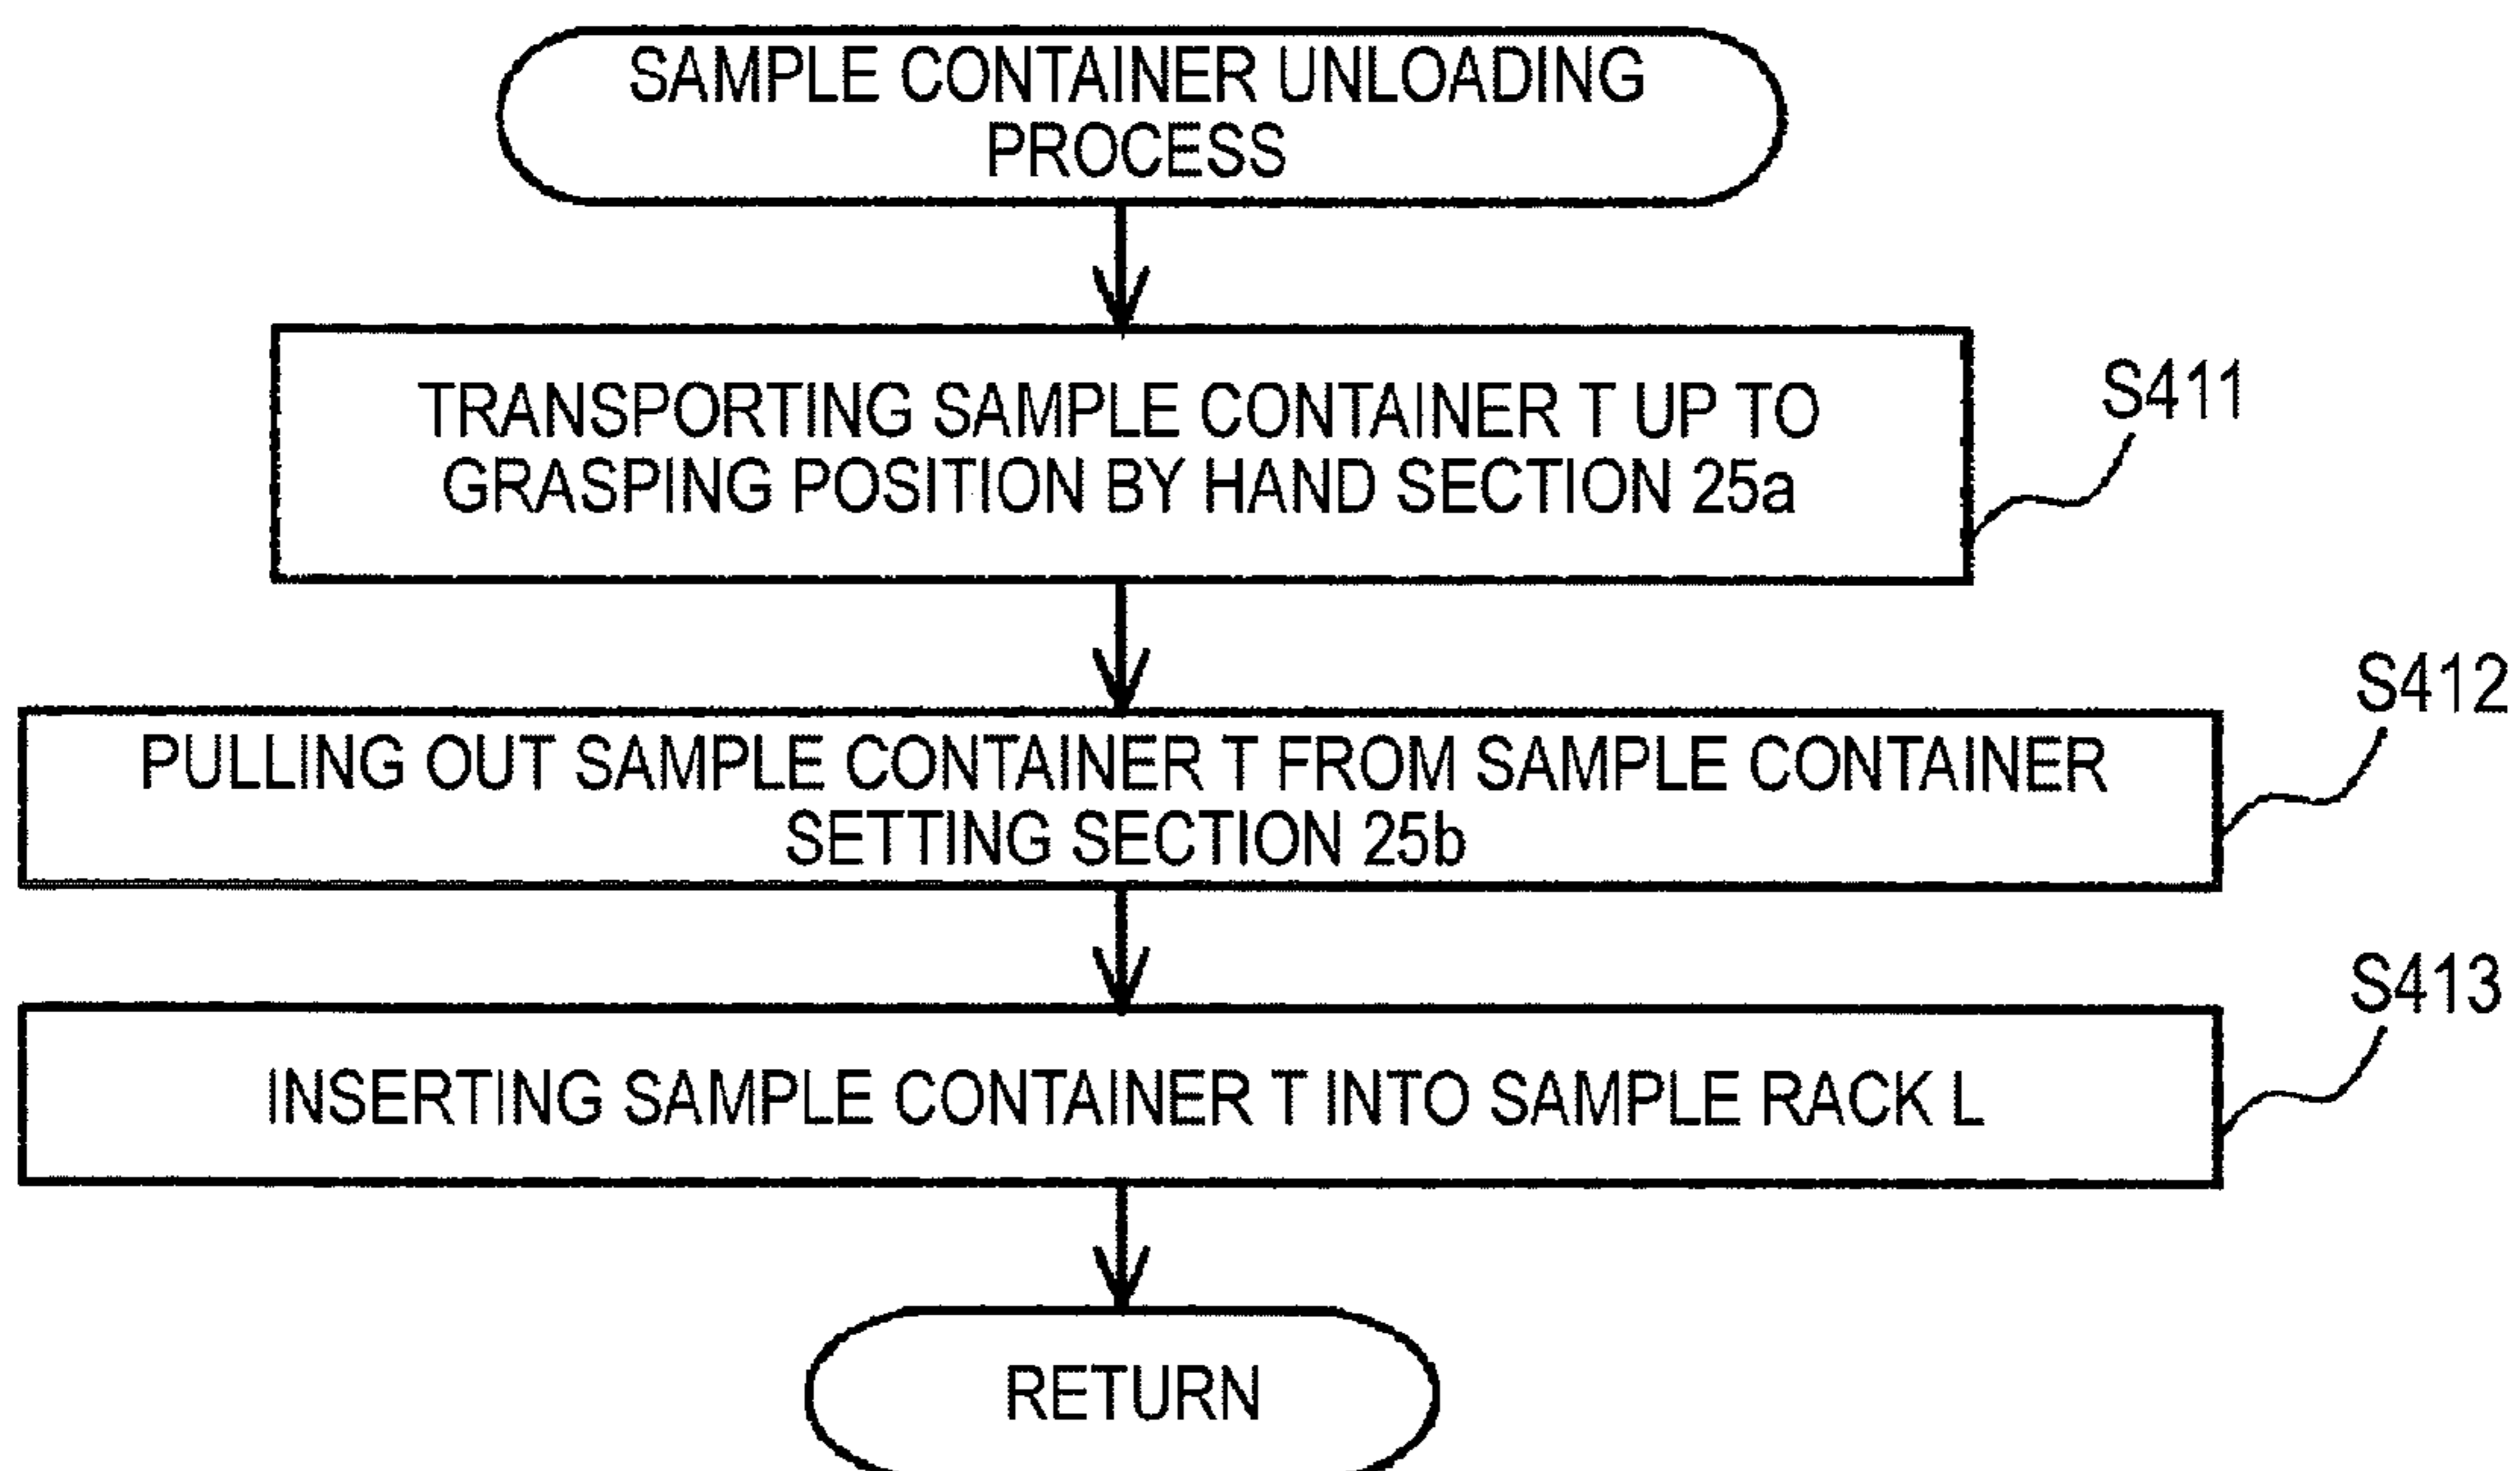 SAMPLE CONTAINER UNLOADING
PROCESS
TRANSPORTING SAMPLE CONTAINER T UP TO
GRASPING POSITION BY HAND SECTION 25a
S411
PULLING OUT SAMPLE CONTAINER T FROM SAMPLE CONTAINER
SETTING SECTION 25b
S412
INSERTING SAMPLE CONTAINER T INTO SAMPLE RACK L
S413
RETURN